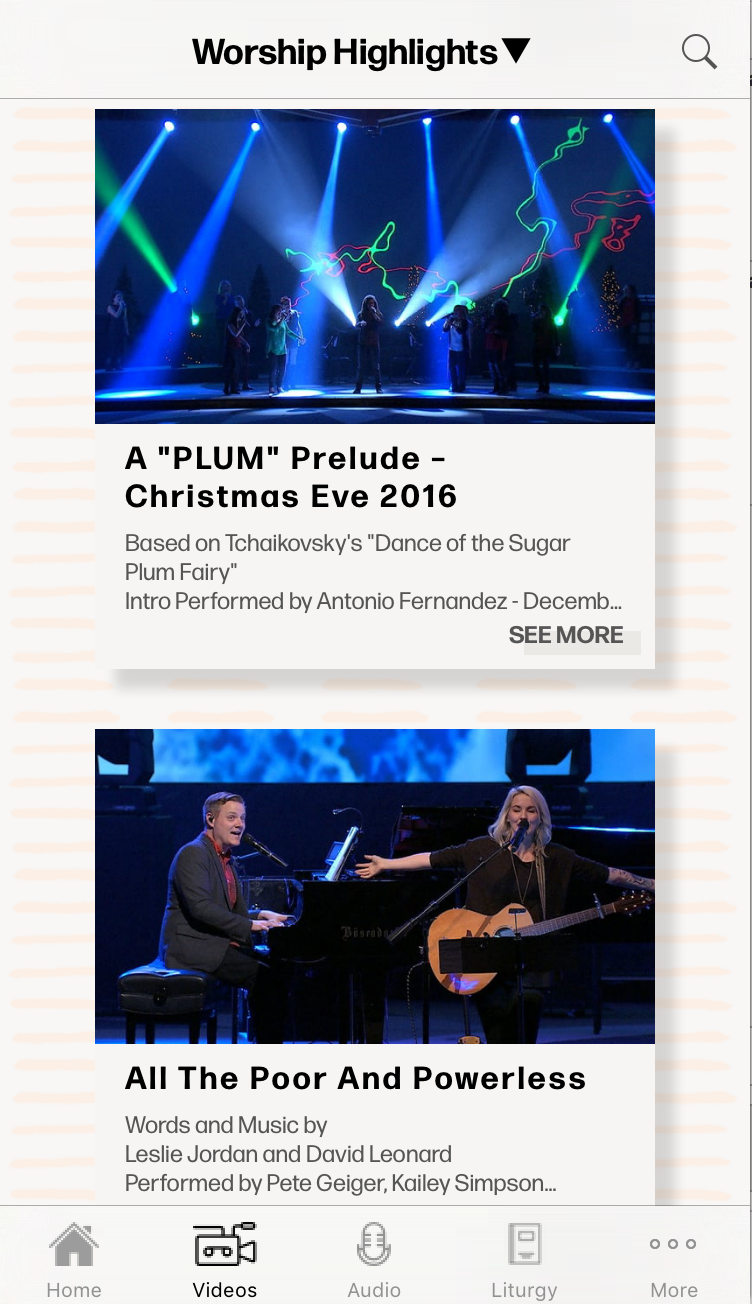 Worship Highlights ▼
A "PLUM" Prelude –
Christmas Eve 2016
Based on Tchaikovsky's "Dance of the Sugar
Plum Fairy"
Intro Performed by Antonio Fernandez - Decemb...
SEE MORE
Bösendorfer
All The Poor And Powerless
Words and Music by
Leslie Jordan and David Leonard
Performed by Pete Geiger, Kailey Simpson...
Home
Videos
Audio
Liturgy
More